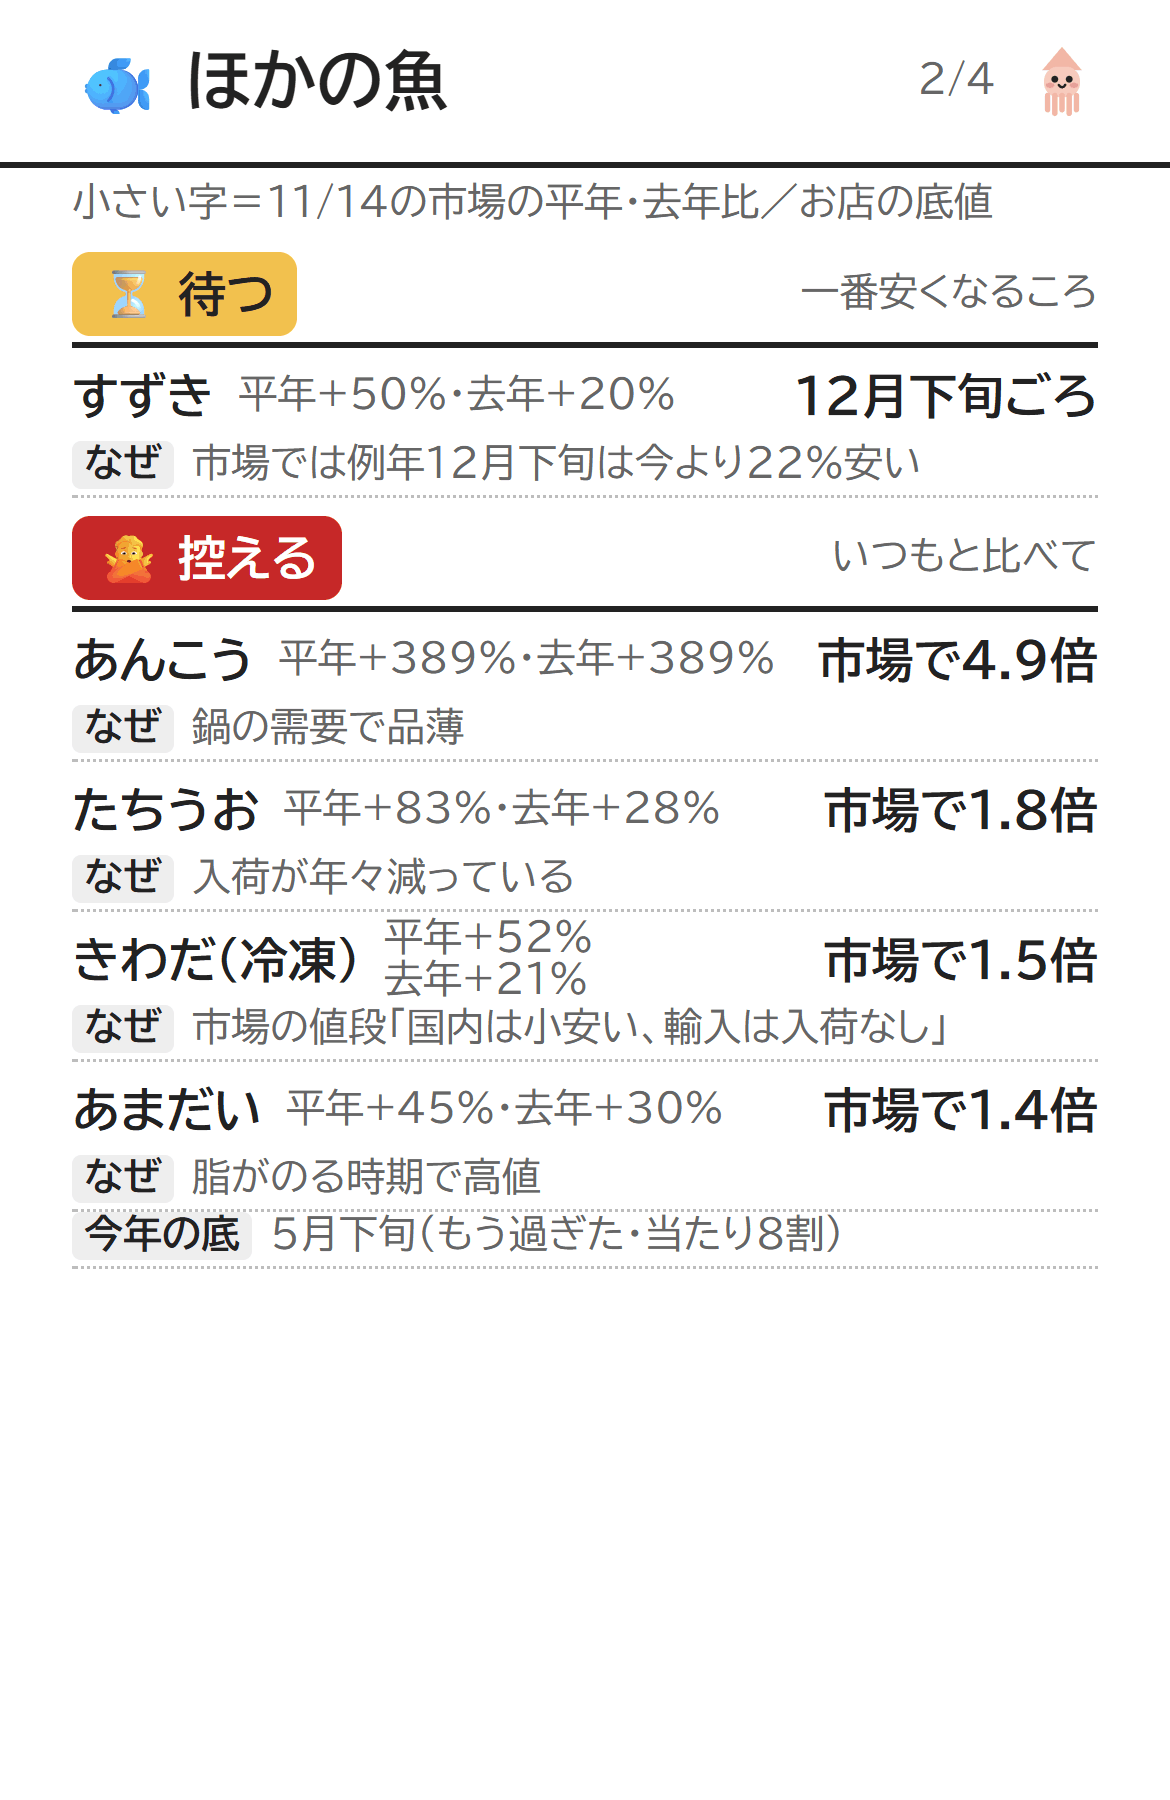 ほかの魚
2/4
小さい字=11/14の市場の平年・去年比／お店の底値
待つ
一番安くなるころ
すずき 平年+50%・去年+20% 12月下旬ごろ
なぜ 市場では例年12月下旬は今より22%安い
控える
いつもと比べて
あんこう 平年+389%・去年+389% 市場で4.9倍
なぜ 鍋の需要で品薄
たちうお 平年+83%・去年+28% 市場で1.8倍
なぜ 入荷が年々減っている
きわだ(冷凍) 平年+52% 市場で1.5倍
去年+21%
なぜ 市場の値段「国内は小安い、輸入は入荷なし」
あまだい 平年+45%・去年+30% 市場で1.4倍
なぜ 脂がのる時期で高値
今年の底 5月下旬(もう過ぎた・当たり8割)